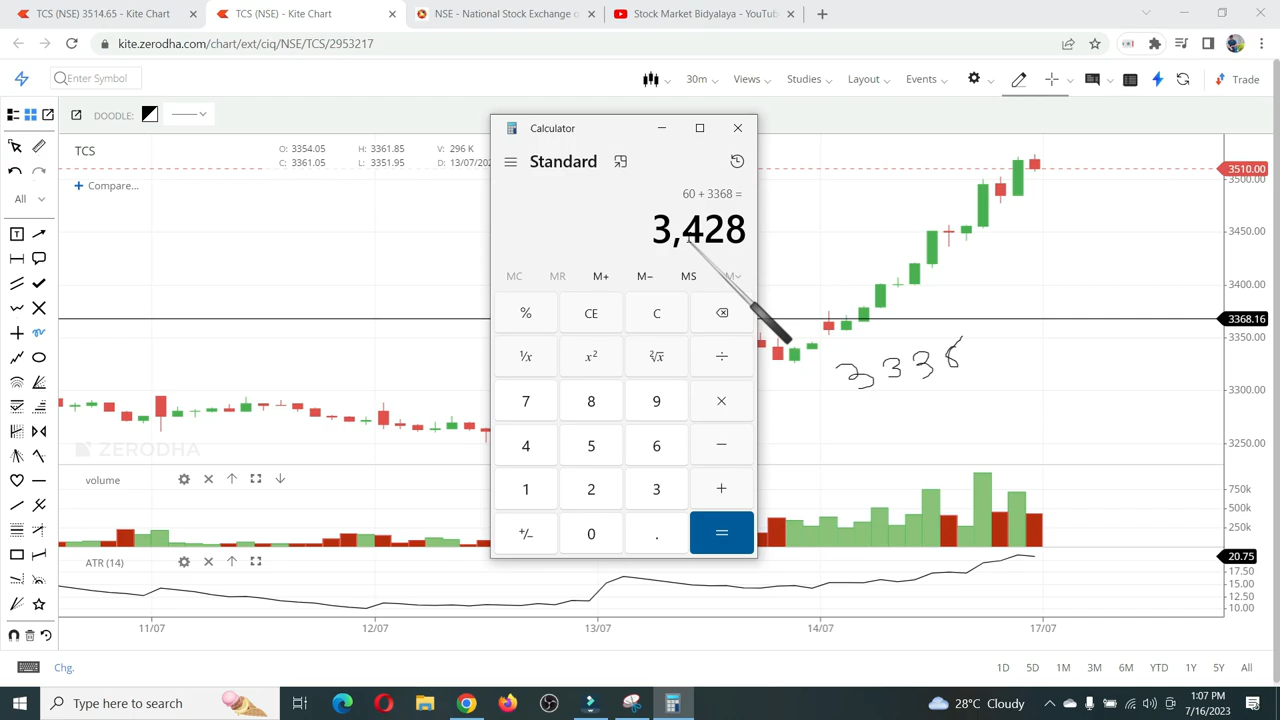 TCS (NSE) 3514.65 - Kite Chart
TCS (NSE) - Kite Chart
NSE - National Stock Exchange o
Stock Market Bidyalaya - YouTub
kite.zerodha.com/chart/ext/ciq/NSE/TCS/2953217
Enter Symbol
30m
Views
Studies
Layout
Events
Trade
DOODLE:
TCS
O: 3354.05
H: 3361.85
V: 296 K
C: 3361.05
L: 3351.95
Compare...
All
Calculator
Standard
60 + 3368 =
3,428
MC MR M+ M− MS M
% CE C
¹/x x² ²√x ÷
7 8 9 ×
4 5 6 −
1 2 3 +
+/− 0 . =
3510.00
3500.00
3450.00
3400.00
3368.16
3350.00
3300.00
3250.00
ZERODHA
volume
750k
500k
250k
ATR (14)
20.75
17.50
15.00
12.50
10.00
11/07 12/07 13/07 14/07 17/07
Chg.
1D 5D 1M 3M 6M YTD 1Y 5Y All
Type here to search
28°C Cloudy
1:07 PM
7/16/2023